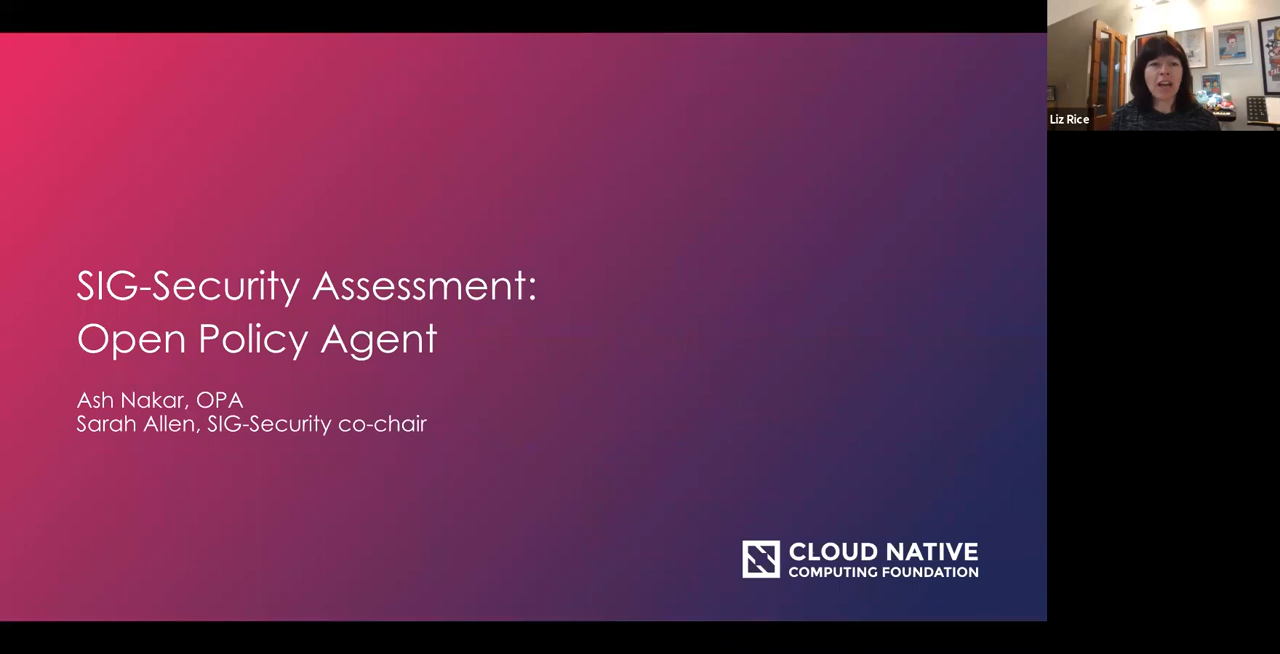 Liz Rice
SIG-Security Assessment:
Open Policy Agent
Ash Nakar, OPA
Sarah Allen, SIG-Security co-chair
CLOUD NATIVE
COMPUTING FOUNDATION